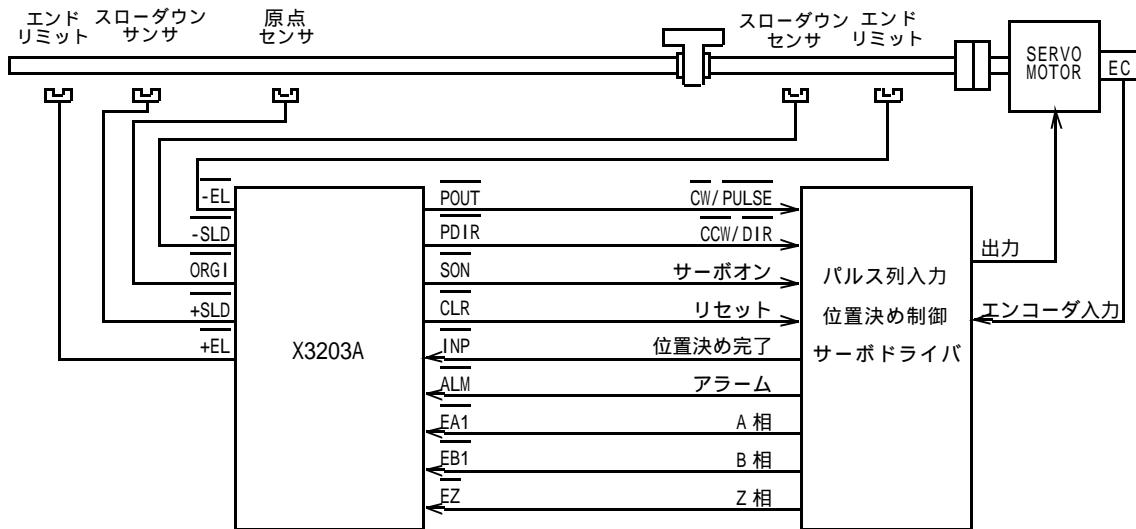 エンド
リミット
スローダウン
サンサ
原点
センサ
スローダウン
センサ
エンド
リミット
SERVO
MOTOR
EC
-EL
-SLD
ORGI
+SLD
+EL
X3203A
POUT
PDIR
SON
CLR
INP
ALM
EA1
EB1
EZ
CW/PULSE
CCW/DIR
サーボオン
リセット
位置決め完了
アラーム
A 相
B 相
Z 相
パルス列入力
位置決め制御
サーボドライバ
出力
エンコーダ入力